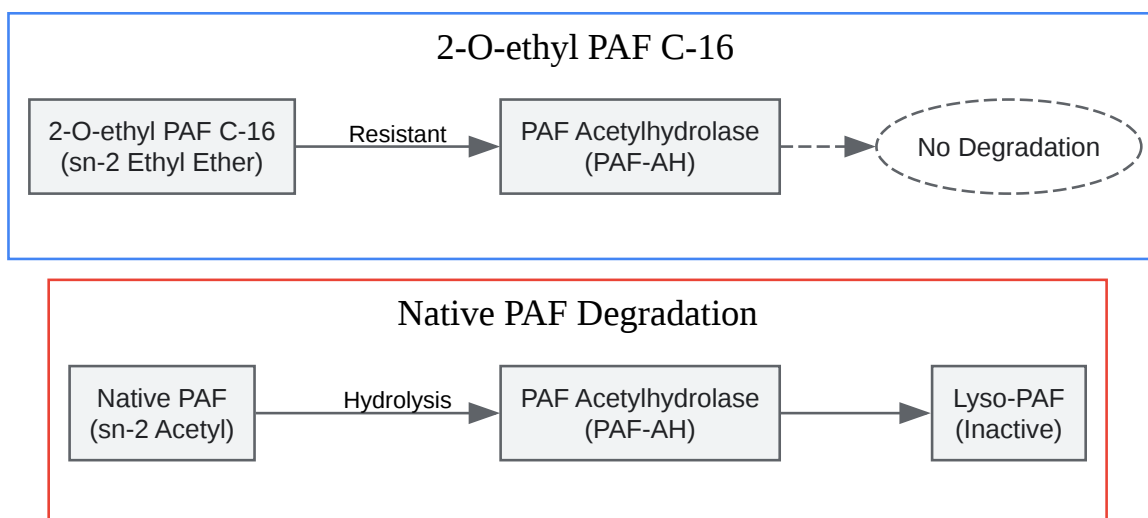 2-O-ethyl PAF C-16
2-O-ethyl PAF C-16
(sn-2 Ethyl Ether)
Resistant
PAF Acetylhydrolase
(PAF-AH)
No Degradation
Native PAF Degradation
Native PAF
(sn-2 Acetyl)
Hydrolysis
PAF Acetylhydrolase
(PAF-AH)
Lyso-PAF
(Inactive)